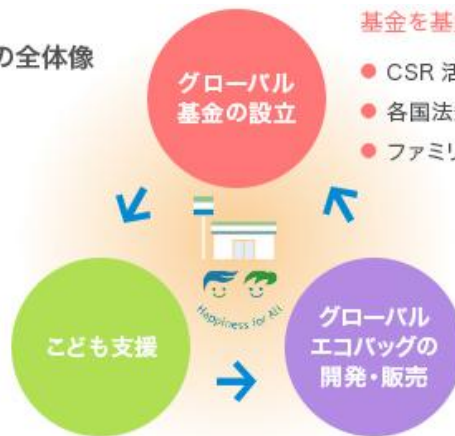 の全体像
基金を基
● CSR 活
● 各国法
● ファミリ
グローバル
基金の設立
Happiness for All
こども支援
グローバル
エコバッグの
開発・販売